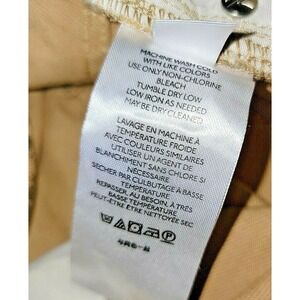 MACHINE WASH COLD
WITH LIKE COLORS
USE ONLY NON-CHLORINE
BLEACH
TUMBLE DRY LOW
LOW IRON AS NEEDED
MAY BE DRY CLEANED
LAVAGE EN MACHINE À
TEMPÉRATURE FROIDE
AVEC COULEURS SIMILAIRES
UTILISER UN AGENT DE
BLANCHIMENT SANS CHLORE SI
NÉCESSAIRE
SÉCHER PAR CULBUTAGE À BASSE
TEMPÉRATURE
REPASSER, AU BESOIN, À TRÈS
BASSE TEMPÉRATURE
PEUT-ÊTRE ÊTRE NETTOYÉE SEC